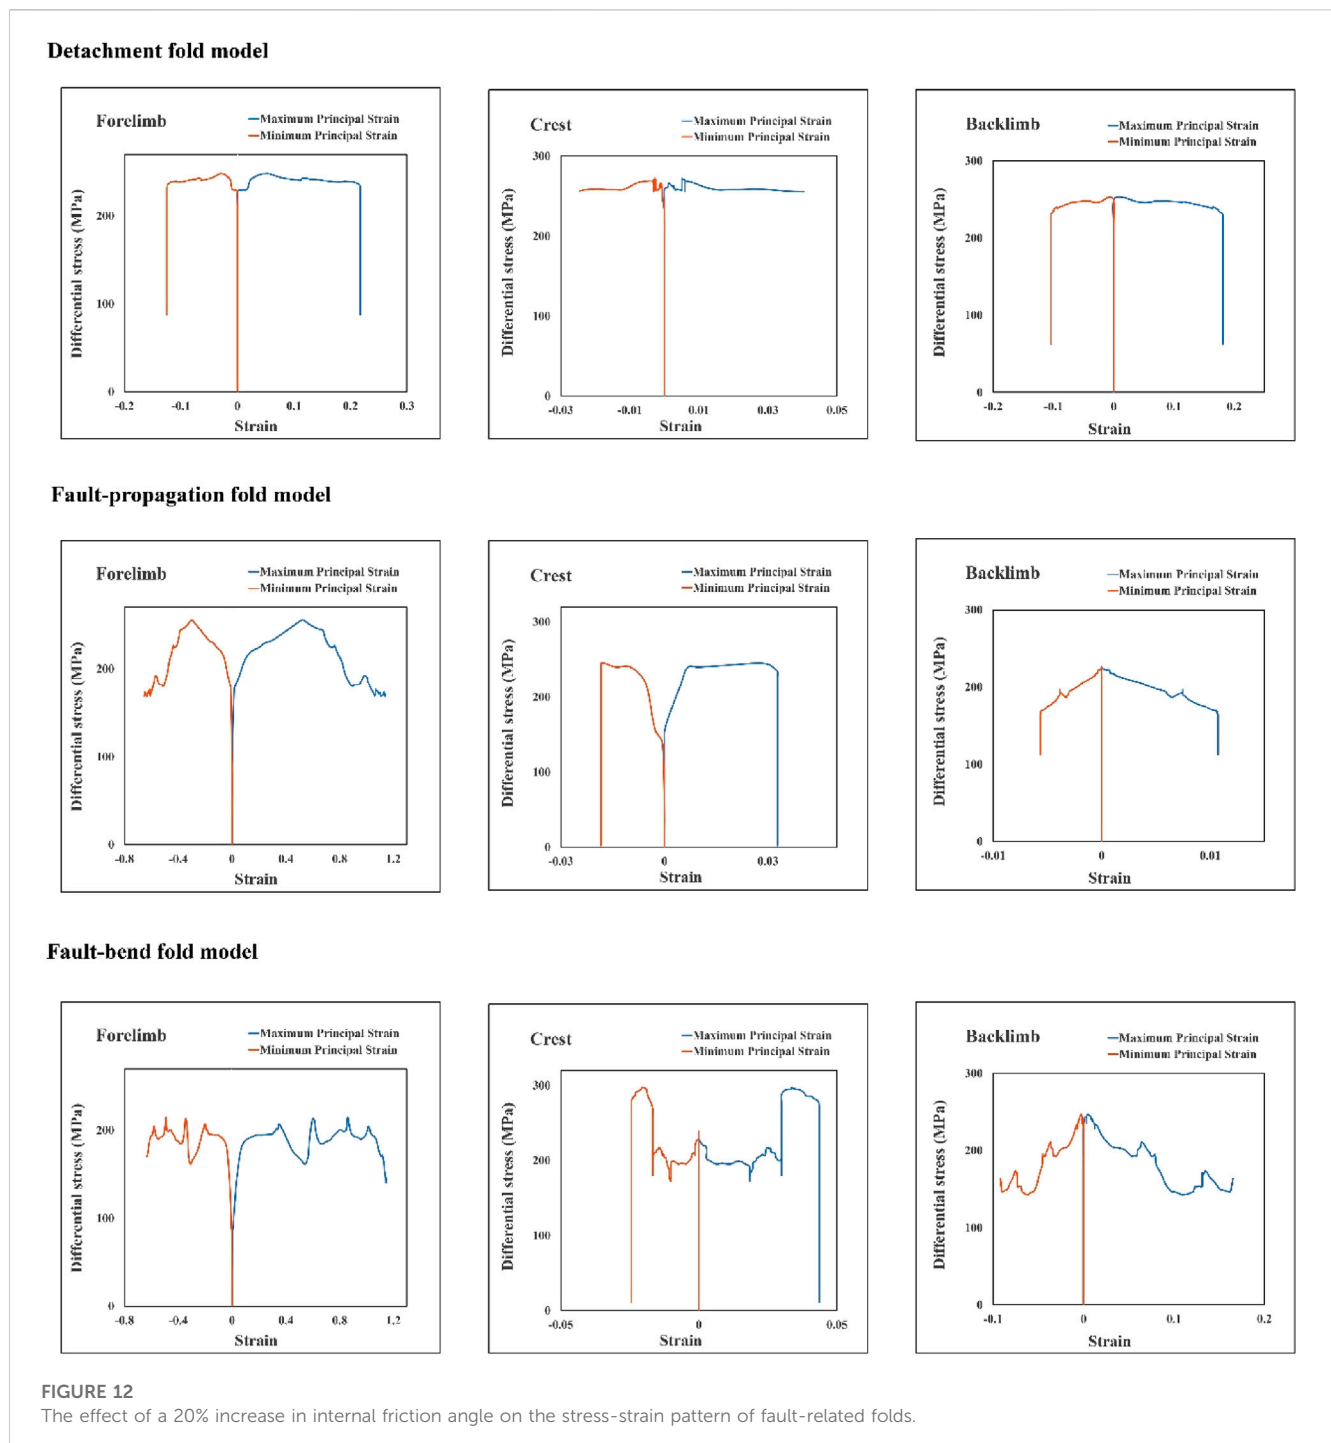 Detachment fold model
Forelimb
Maximum Principal Strain
Minimum Principal Strain
Differential stress (MPa)
200
100
0
-0.2 -0.1 0 0.1 0.2 0.3
Strain
Crest
Maximum Principal Strain
Minimum Principal Strain
Differential stress (MPa)
300
200
100
0
-0.03 -0.01 0.01 0.03 0.05
Strain
Backlimb
Maximum Principal Strain
Minimum Principal Strain
Differential stress (MPa)
300
200
100
0
-0.2 -0.1 0 0.1 0.2
Strain
Fault-propagation fold model
Forelimb
Maximum Principal Strain
Minimum Principal Strain
Differential stress (MPa)
200
100
0
-0.8 -0.4 0 0.4 0.8 1.2
Strain
Crest
Maximum Principal Strain
Minimum Principal Strain
Differential stress (MPa)
300
200
100
0
-0.03 0 0.03
Strain
Backlimb
Maximum Principal Strain
Minimum Principal Strain
Differential stress (MPa)
300
200
100
0
-0.01 0 0.01
Strain
Fault-bend fold model
Forelimb
Maximum Principal Strain
Minimum Principal Strain
Differential stress (MPa)
200
100
0
-0.8 -0.4 0 0.4 0.8 1.2
Strain
Crest
Maximum Principal Strain
Minimum Principal Strain
Differential stress (MPa)
300
200
100
0
-0.05 0 0.05
Strain
Backlimb
Maximum Principal Strain
Minimum Principal Strain
Differential stress (MPa)
300
200
100
0
-0.1 0 0.1 0.2
Strain
FIGURE 12
The effect of a 20% increase in internal friction angle on the stress-strain pattern of fault-related folds.